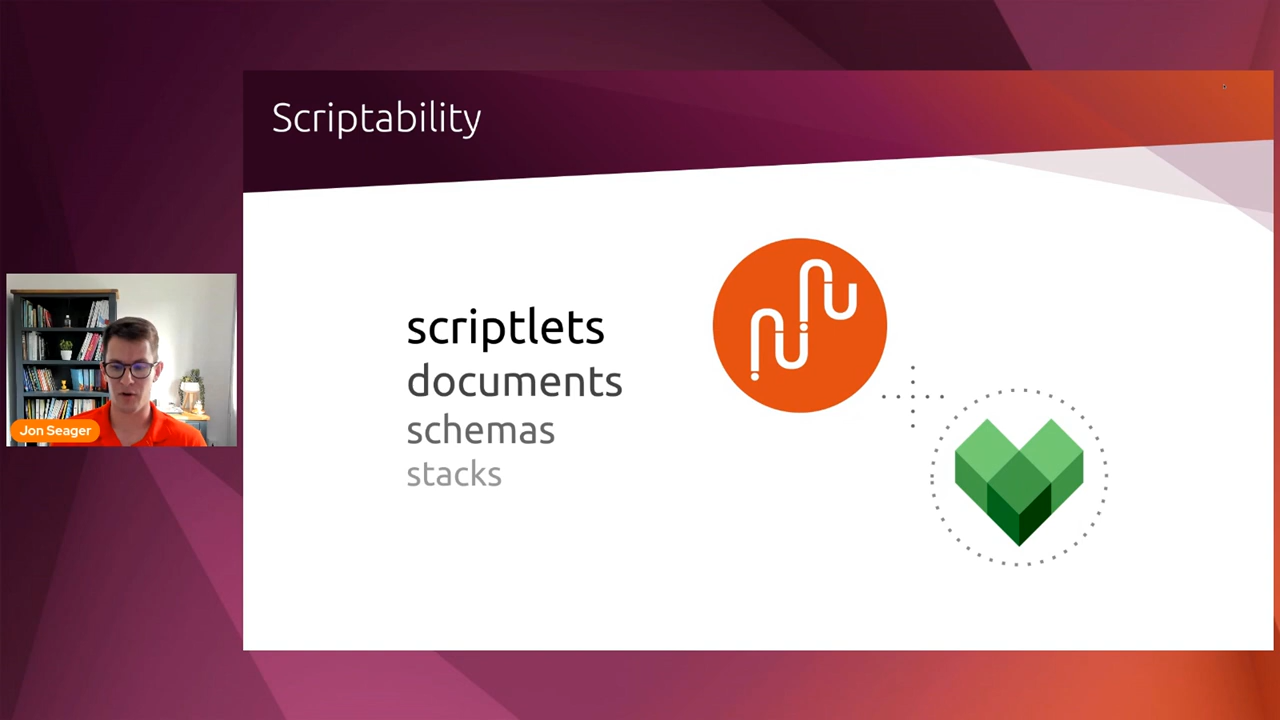 Scriptability
scriptlets
documents
schemas
stacks
Jon Seager